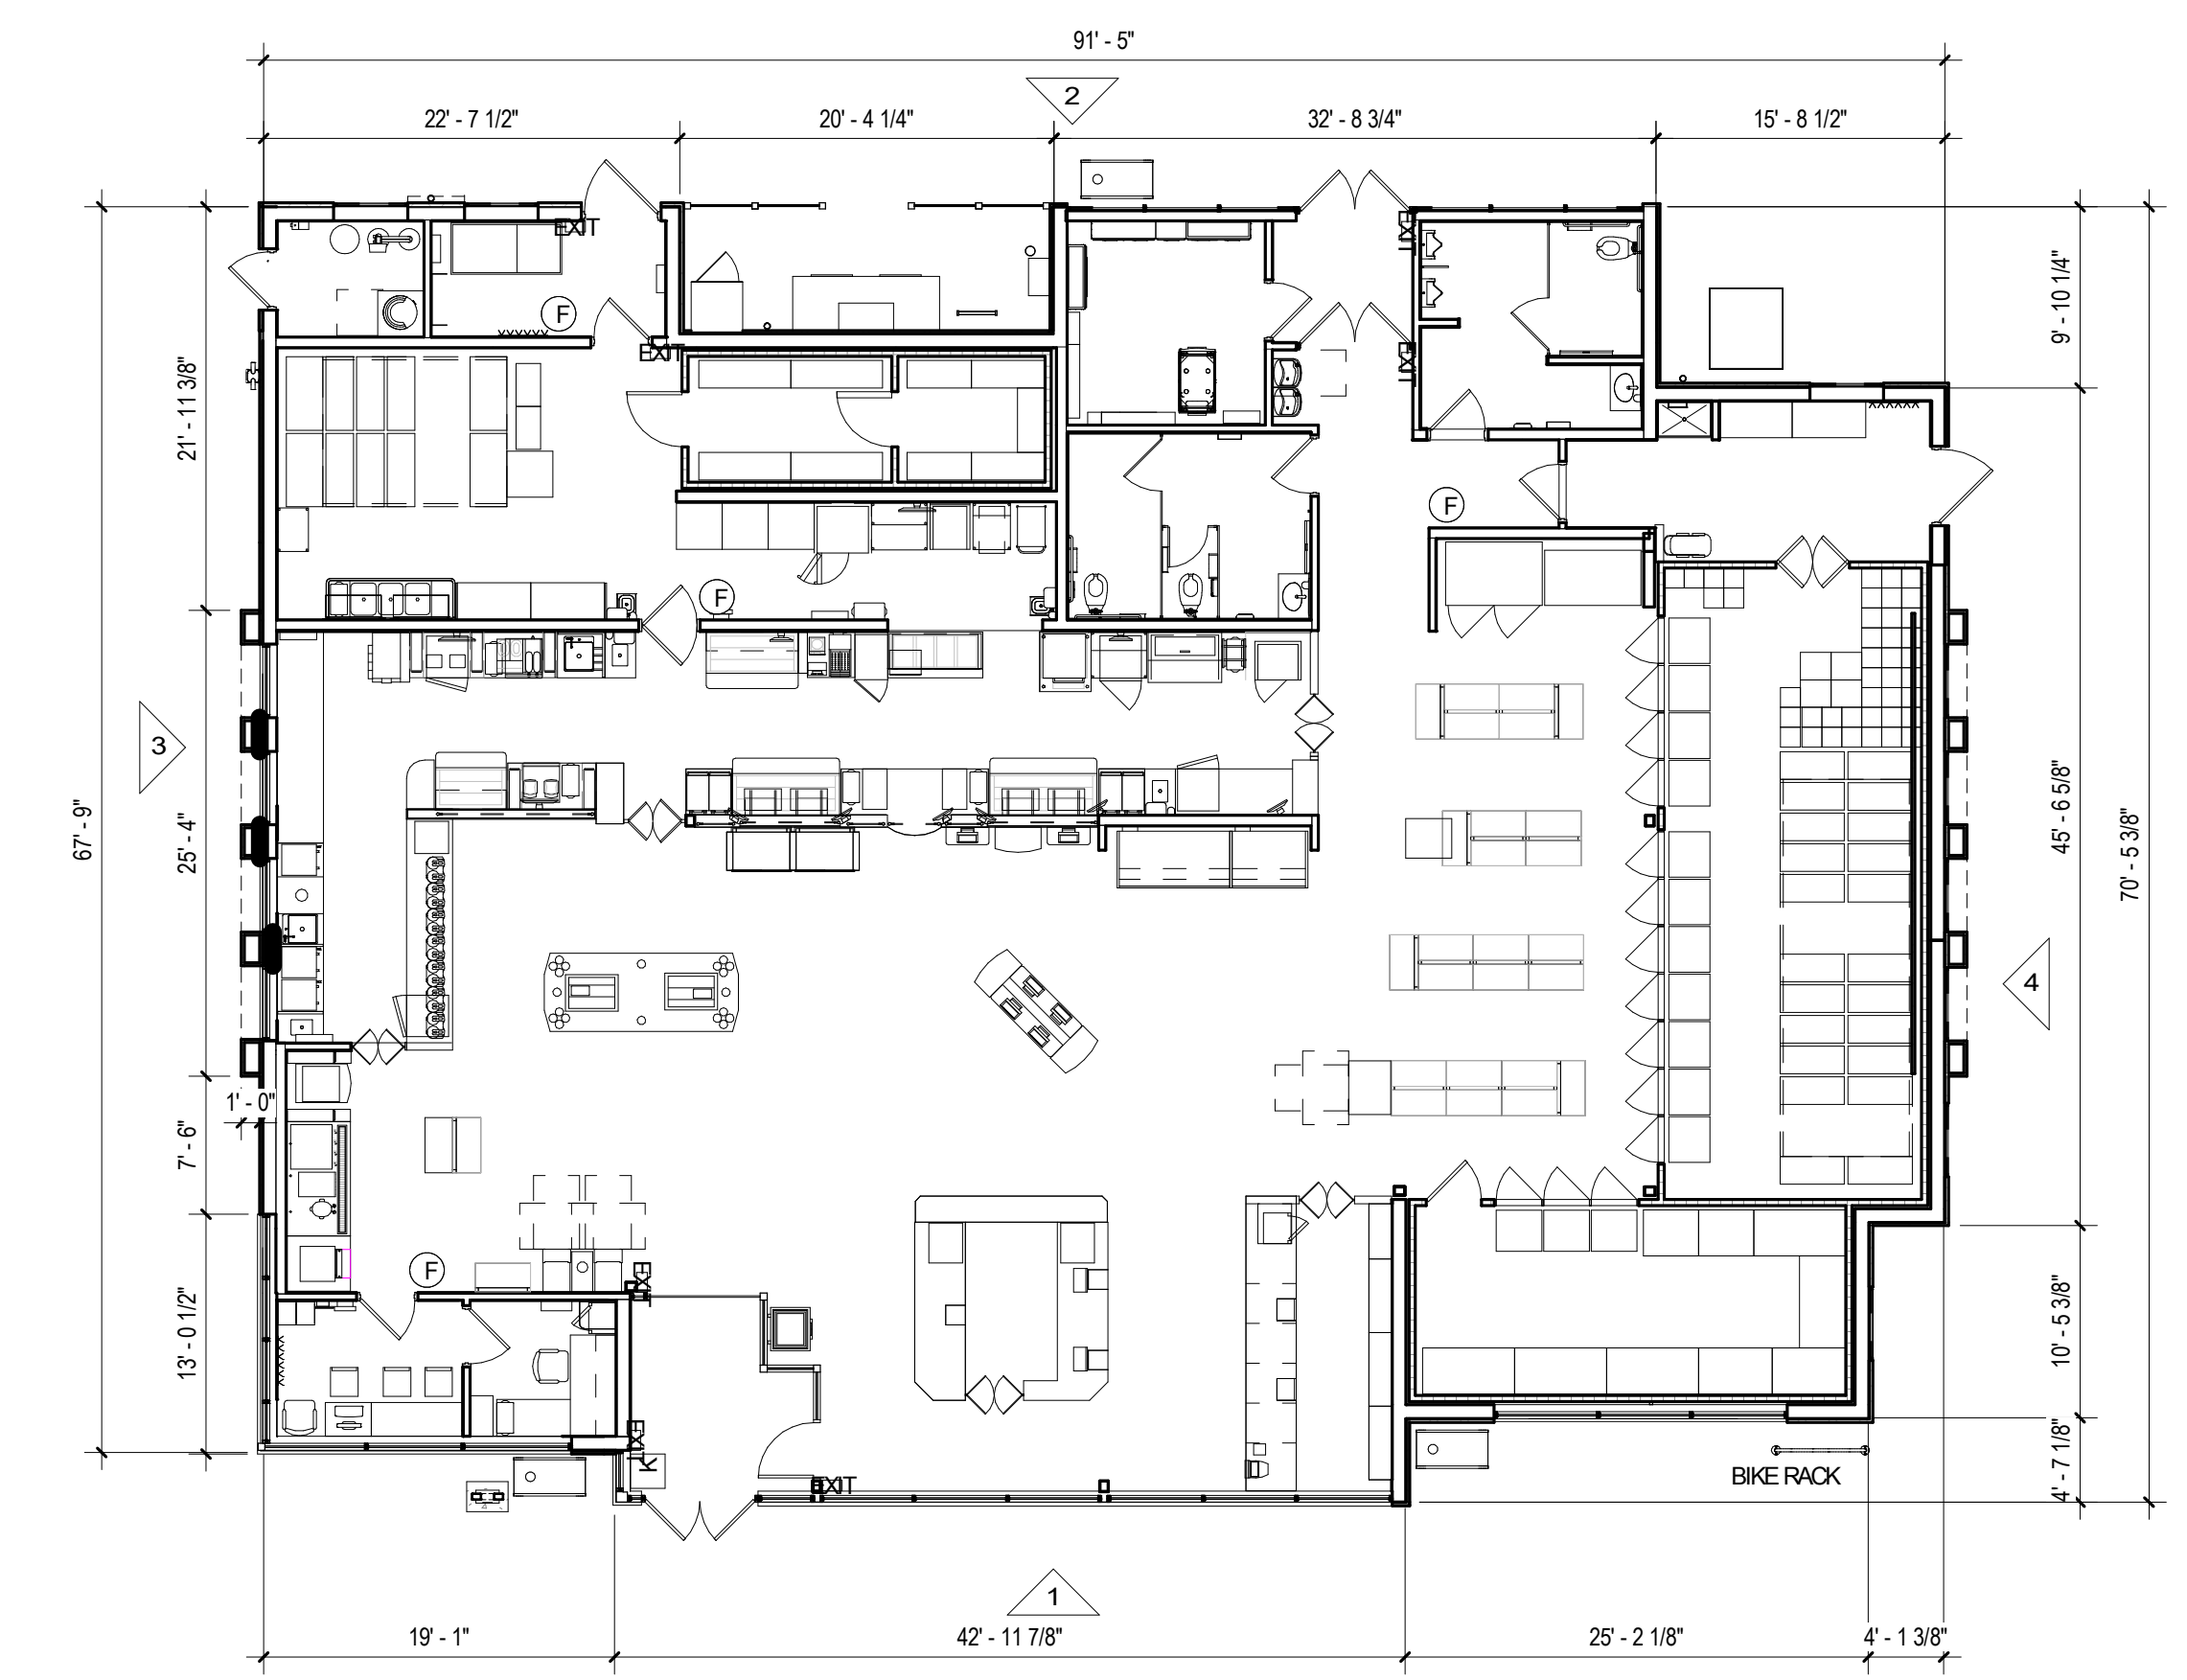 91' - 5"
2
22' - 7 1/2"
20' - 4 1/4"
32' - 8 3/4"
15' - 8 1/2"
EXIT
F
EXIT
EXIT
EXIT
9' - 10 1/4"
21' - 11 3/8"
F
F
3
67' - 9"
25' - 4"
45' - 6 5/8"
70' - 5 3/8"
4
1' - 0"
7' - 6"
F
EXIT
13' - 0 1/2"
10' - 5 3/8"
EXIT
K
EXIT
BIKE RACK
4' - 7 1/8"
1
19' - 1"
42' - 11 7/8"
25' - 2 1/8"
4' - 1 3/8"